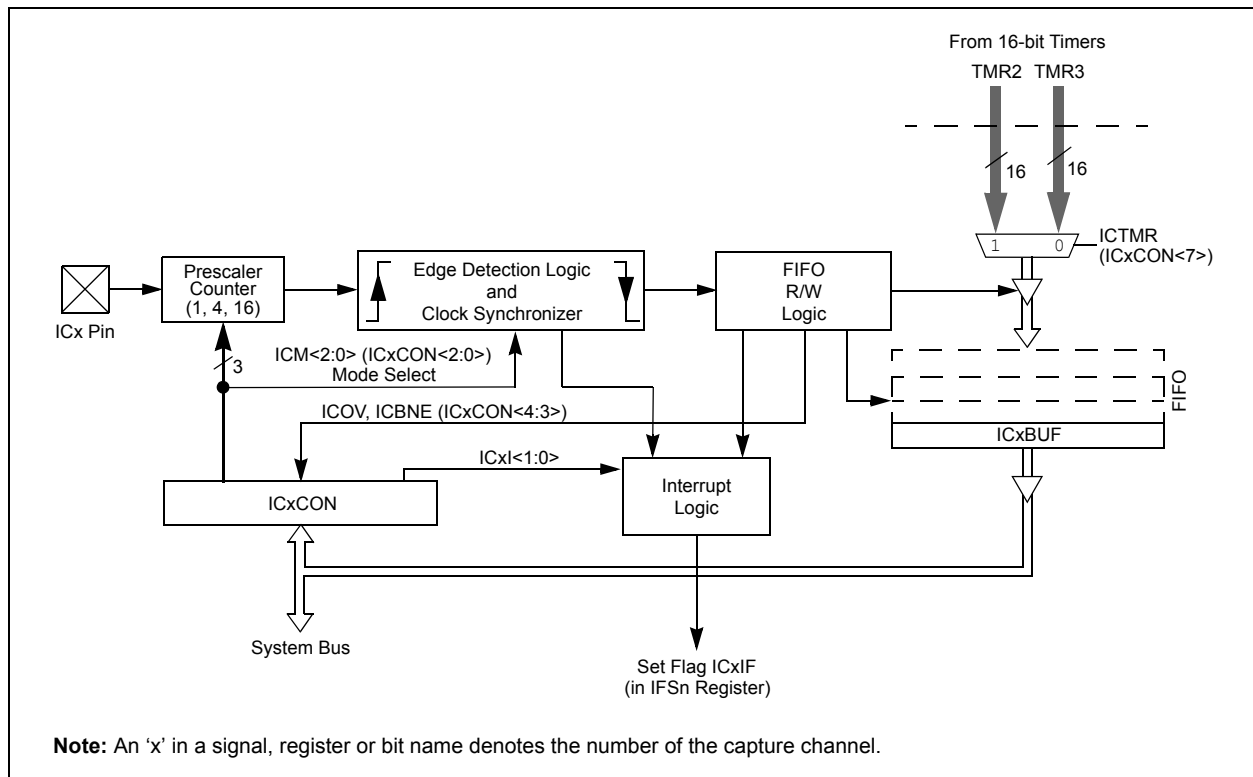 From 16-bit Timers
TMR2 TMR3
16
16
1 0
ICTMR
(ICxCON<7>)
Prescaler
Counter
(1, 4, 16)
Edge Detection Logic
and
Clock Synchronizer
FIFO
R/W
Logic
ICx Pin
3
ICM<2:0> (ICxCON<2:0>)
Mode Select
FIFO
ICOV, ICBNE (ICxCON<4:3>)
ICxBUF
ICxI<1:0>
ICxCON
Interrupt
Logic
System Bus
Set Flag ICxIF
(in IFSn Register)
Note: An ‘x’ in a signal, register or bit name denotes the number of the capture channel.